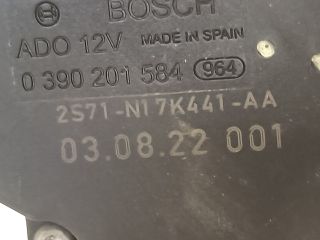 BOSCH
ADO 12V MADE IN SPAIN
0 390 201 584 964
2S71-N17K441-AA
03.08.22 001